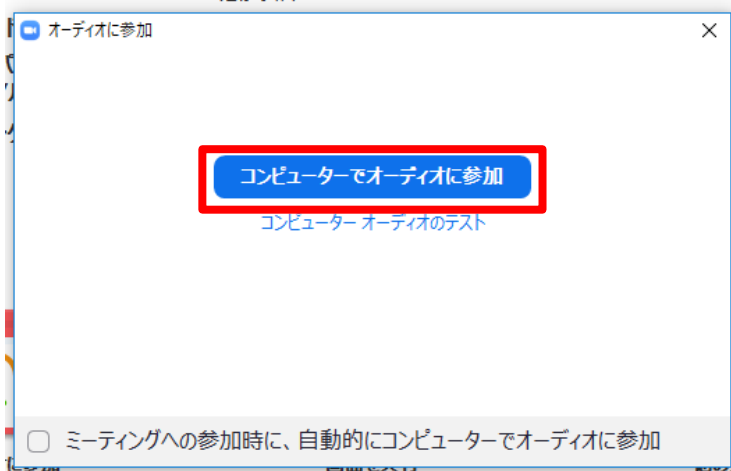 オーディオに参加
コンピューターでオーディオに参加
コンピューター オーディオのテスト
ミーティングへの参加時に、自動的にコンピューターでオーディオに参加